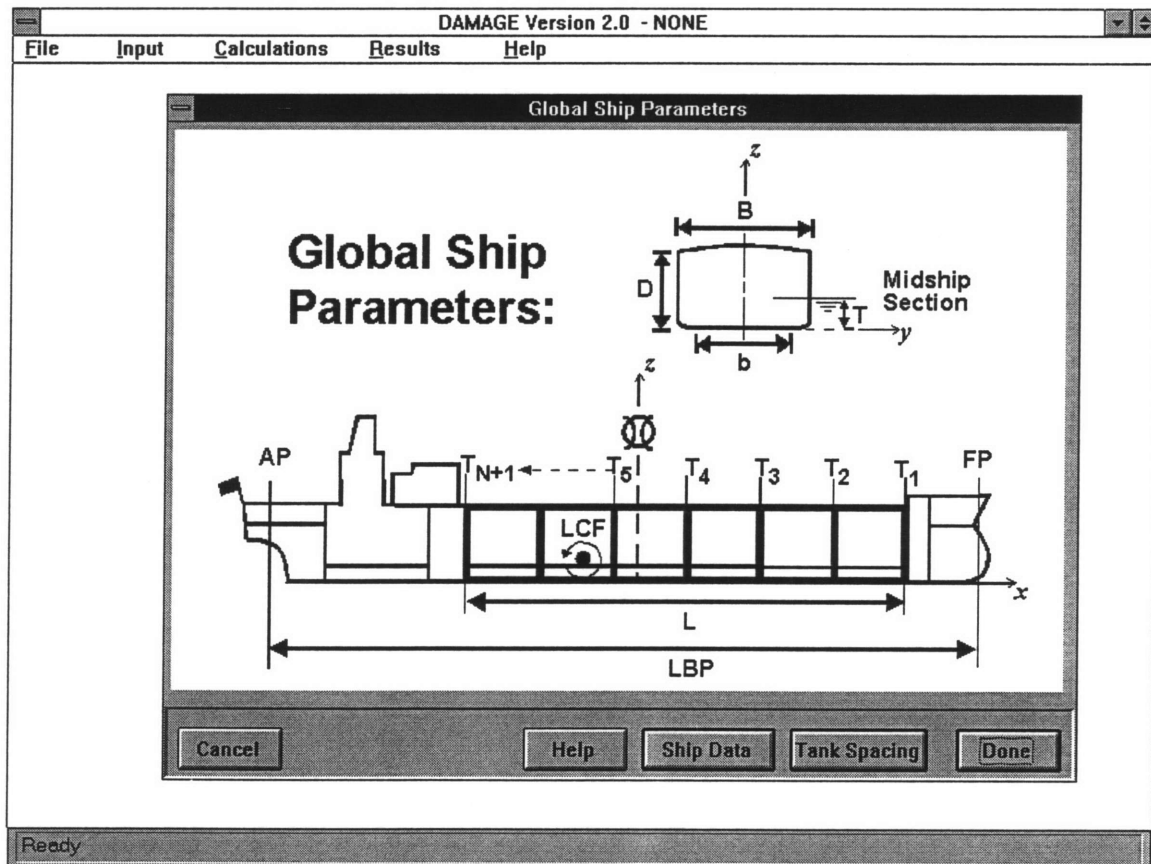 DAMAGE Version 2.0 - NONE
File Input Calculations Results Help
Global Ship Parameters
Global Ship
Parameters:
z
B
D
Midship
Section
T
y
b
z
AP
T N+1
T5
T4
T3
T2
T1
FP
LCF
x
L
LBP
Cancel
Help
Ship Data
Tank Spacing
Done
Ready